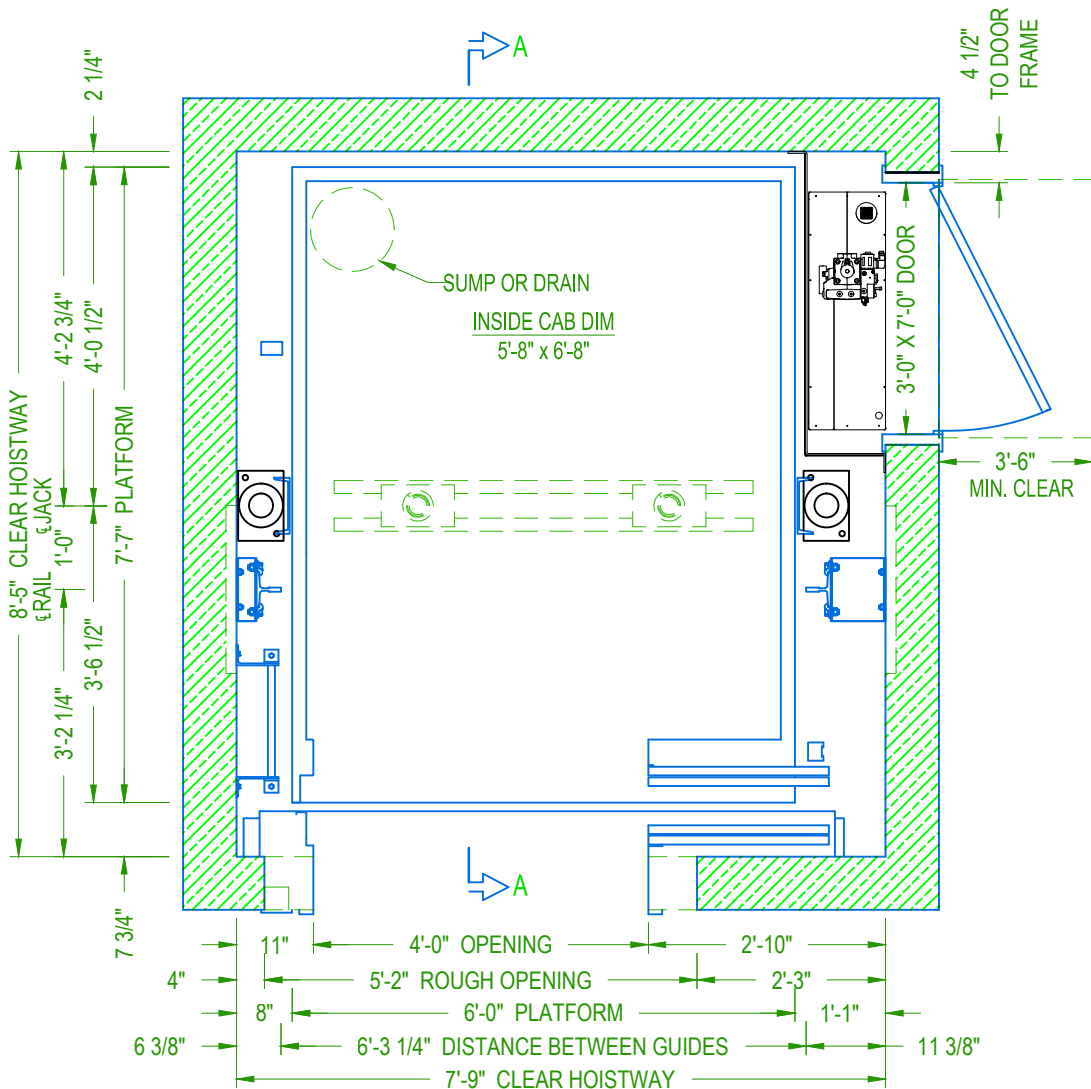 A
4 1/2"
TO DOOR
FRAME
2 1/4"
SUMP OR DRAIN
INSIDE CAB DIM
5'-8" x 6'-8"
3'-0" X 7'-0" DOOR
4'-2 3/4"
4'-0 1/2"
8'-5" CLEAR HOISTWAY
℄ JACK
7'-7" PLATFORM
3'-6"
MIN. CLEAR
1'-0"
℄ RAIL
3'-6 1/2"
3'-2 1/4"
A
7 3/4"
11" 4'-0" OPENING 2'-10"
4" 5'-2" ROUGH OPENING 2'-3"
8" 6'-0" PLATFORM 1'-1"
6 3/8" 6'-3 1/4" DISTANCE BETWEEN GUIDES 11 3/8"
7'-9" CLEAR HOISTWAY